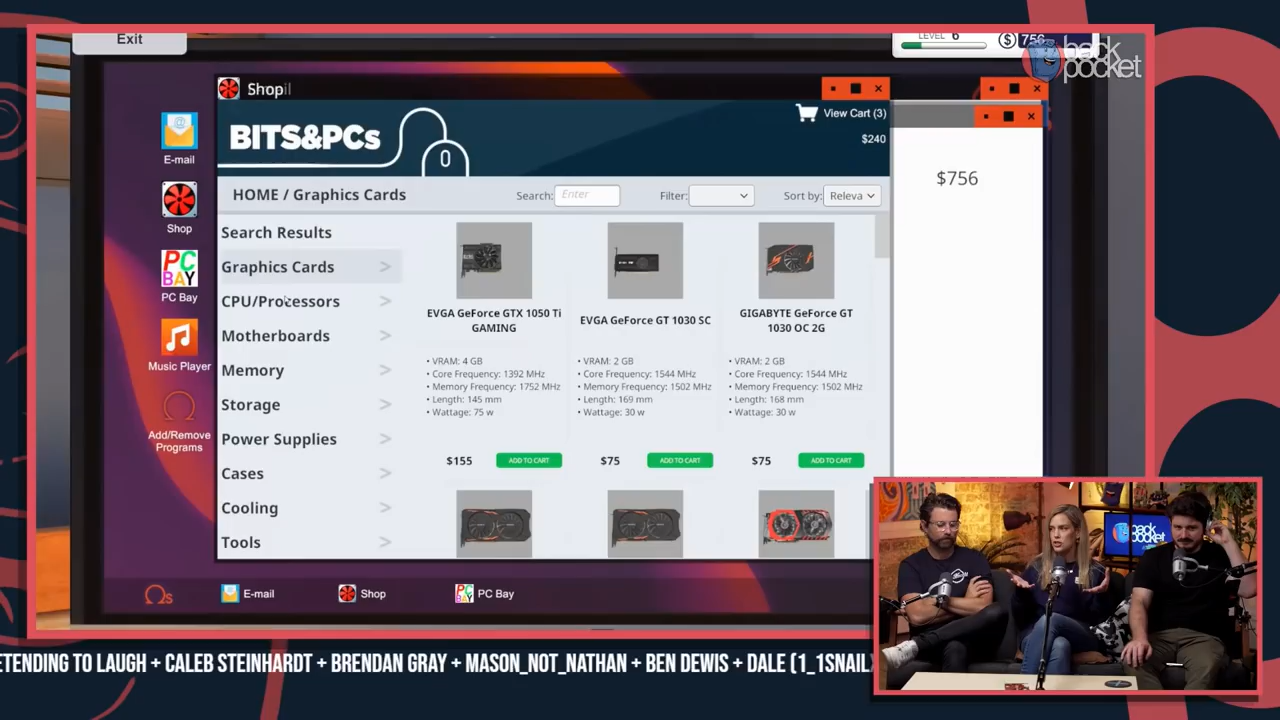 Exit
LEVEL 6
$ 756
back
pocket
Shop
BITS&PCs
View Cart (3)
$240
HOME / Graphics Cards
Search:
Enter
Filter:
Sort by:
Releva
$756
E-mail
Shop
PC
BAY
PC Bay
Music Player
Add/Remove
Programs
Search Results
Graphics Cards >
CPU/Processors >
Motherboards >
Memory >
Storage >
Power Supplies >
Cases >
Cooling >
Tools >
EVGA GeForce GTX 1050 Ti
GAMING
• VRAM: 4 GB
• Core Frequency: 1392 MHz
• Memory Frequency: 1752 MHz
• Length: 145 mm
• Wattage: 75 w
$155
ADD TO CART
EVGA GeForce GT 1030 SC
• VRAM: 2 GB
• Core Frequency: 1544 MHz
• Memory Frequency: 1502 MHz
• Length: 169 mm
• Wattage: 30 w
$75
ADD TO CART
GIGABYTE GeForce GT
1030 OC 2G
• VRAM: 2 GB
• Core Frequency: 1544 MHz
• Memory Frequency: 1502 MHz
• Length: 168 mm
• Wattage: 30 w
$75
ADD TO CART
Ωs
E-mail
Shop
PC
BAY
PC Bay
back
pocket
ETENDING TO LAUGH + CALEB STEINHARDT + BRENDAN GRAY + MASON_NOT_NATHAN + BEN DEWIS + DALE (1_1SNAIL